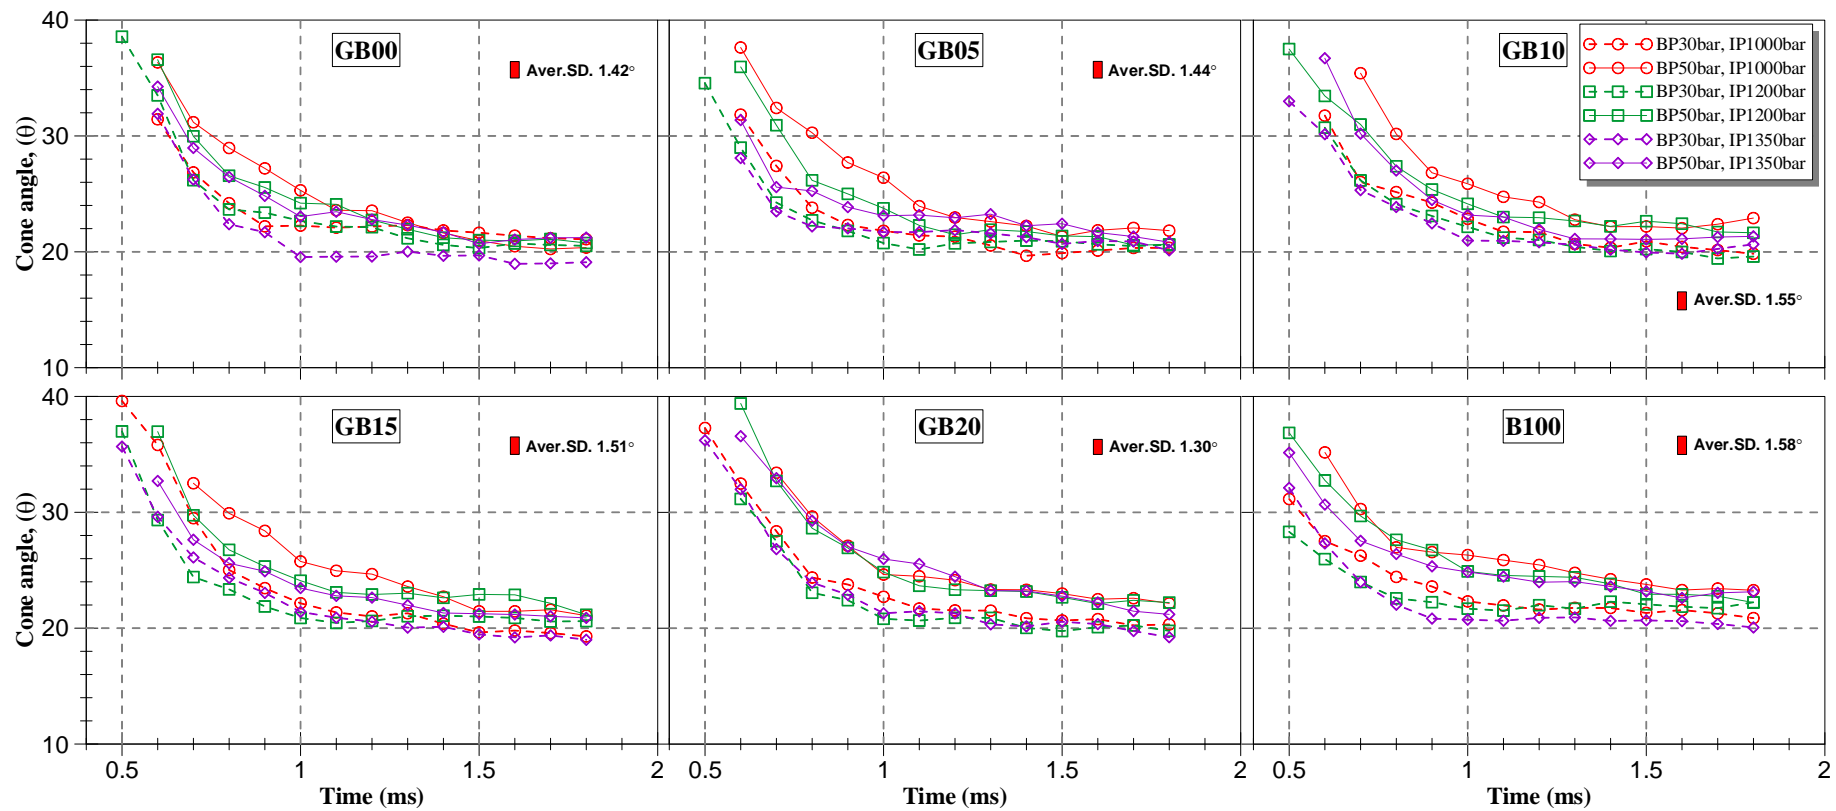 40
GB00
GB05
GB10
Aver.SD. 1.42°
Aver.SD. 1.44°
BP30bar, IP1000bar
BP50bar, IP1000bar
BP30bar, IP1200bar
BP50bar, IP1200bar
BP30bar, IP1350bar
BP50bar, IP1350bar
30
20
10
Cone angle, (θ)
Aver.SD. 1.55°
40
GB15
GB20
B100
Aver.SD. 1.51°
Aver.SD. 1.30°
Aver.SD. 1.58°
30
20
10
Cone angle, (θ)
0.5 1 1.5 2
0.5 1 1.5 2
0.5 1 1.5 2
Time (ms)
Time (ms)
Time (ms)